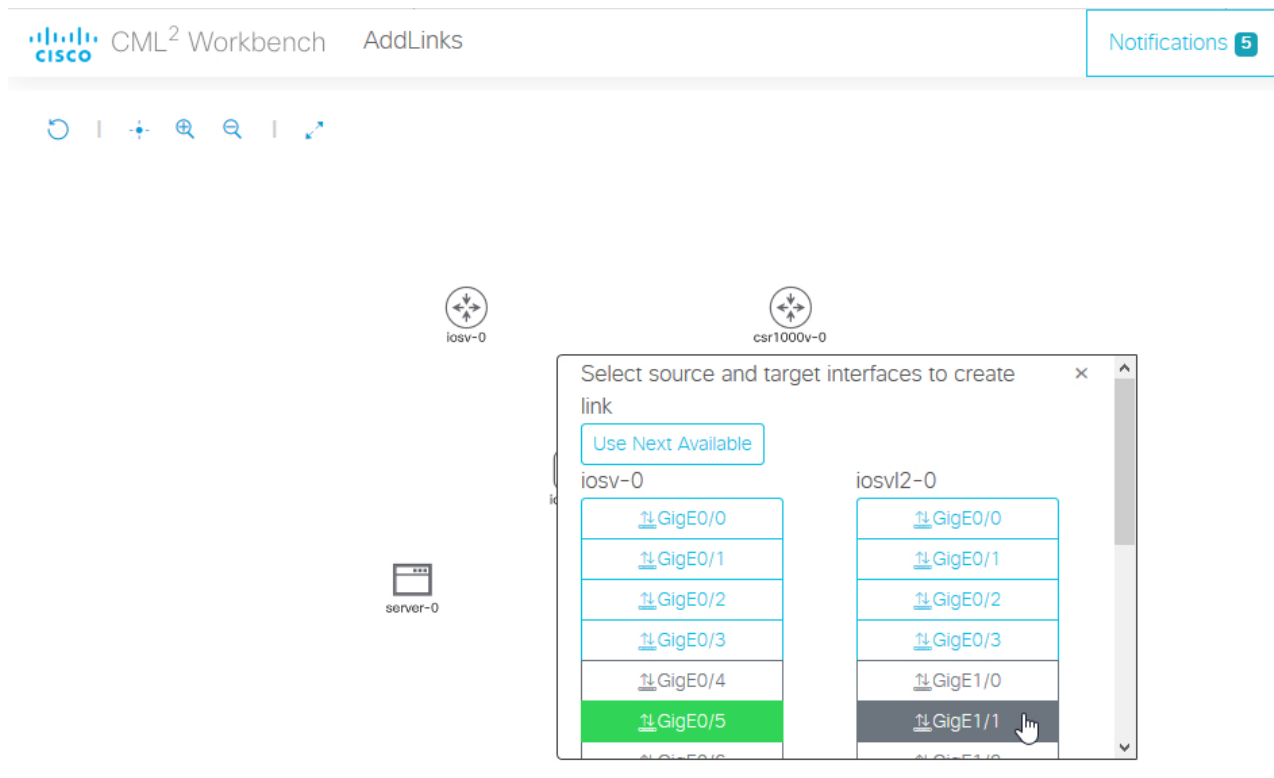 CISCO CML² Workbench AddLinks Notifications 5
iosv-0 csr1000v-0
Select source and target interfaces to create
link
Use Next Available
iosv-0 iosvl2-0
GigE0/0 GigE0/0
GigE0/1 GigE0/1
GigE0/2 GigE0/2
GigE0/3 GigE0/3
server-0
GigE0/4 GigE1/0
GigE0/5 GigE1/1